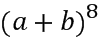 (a + b)⁸